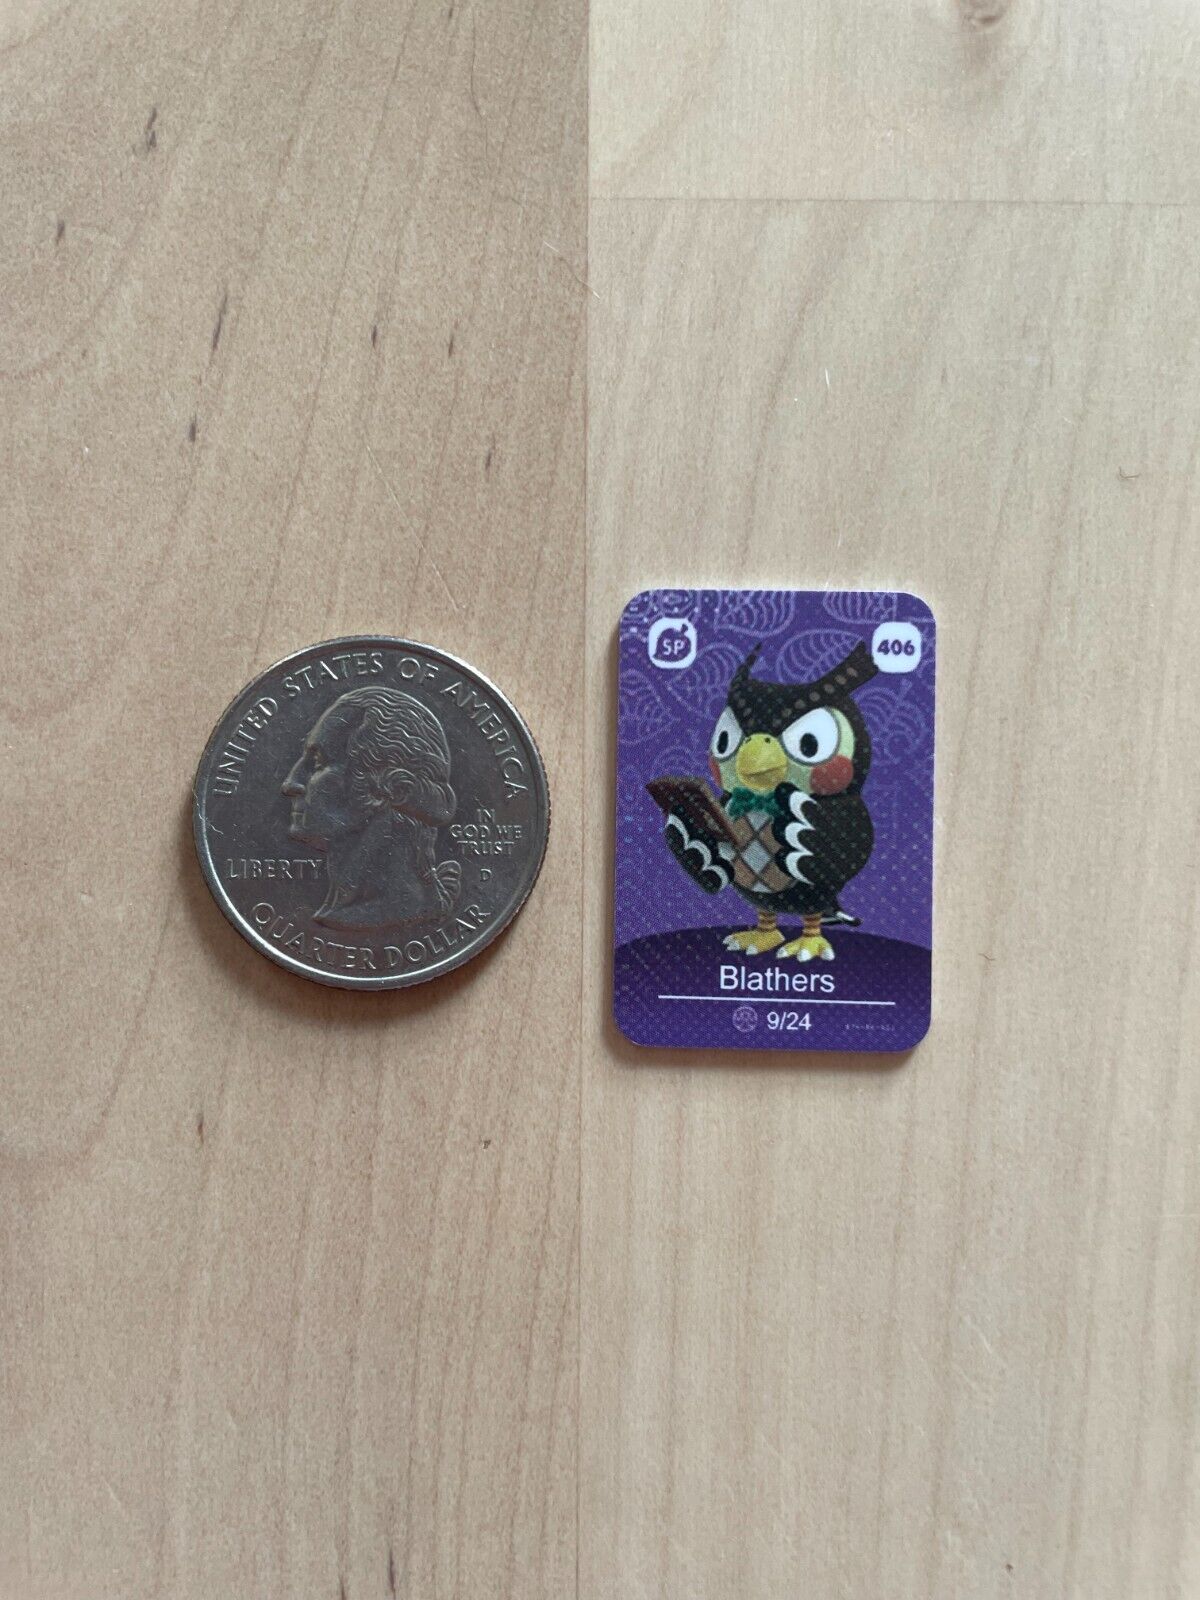 UNITED STATES OF AMERICA
IN
GOD WE
TRUST
LIBERTY
D
QUARTER DOLLAR
SP
406
Blathers
9/24